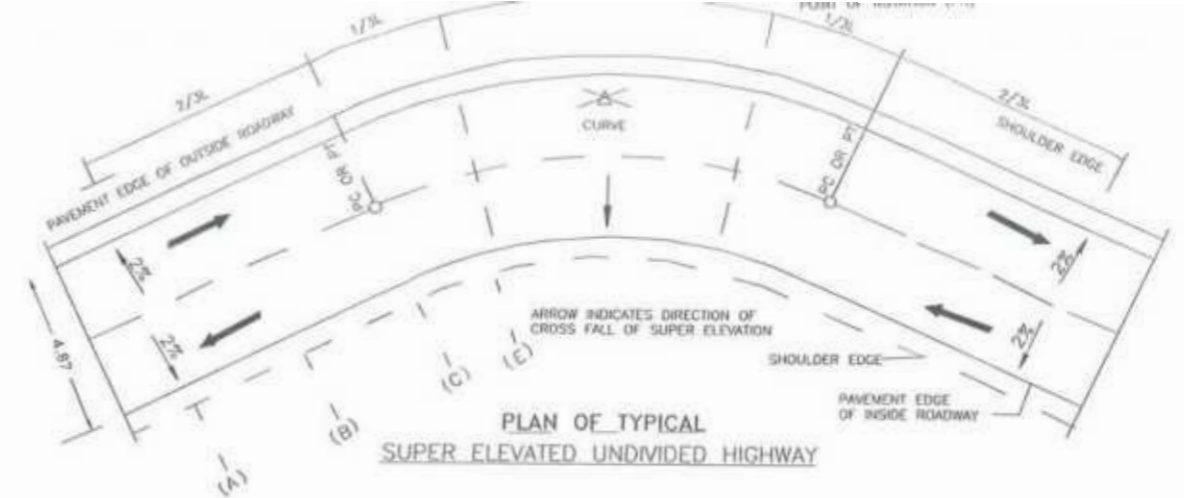 1/3L
1/3L
2/3L
2/3L
PAVEMENT EDGE OF OUTSIDE ROADWAY
SHOULDER EDGE
CURVE
PC OR PT
PC OR PT
2%
2%
2%
2%
4.87
ARROW INDICATES DIRECTION OF
CROSS FALL OF SUPER ELEVATION
SHOULDER EDGE
PAVEMENT EDGE
OF INSIDE ROADWAY
(A)
(B)
(C)
(E)
PLAN OF TYPICAL
SUPER ELEVATED UNDIVIDED HIGHWAY